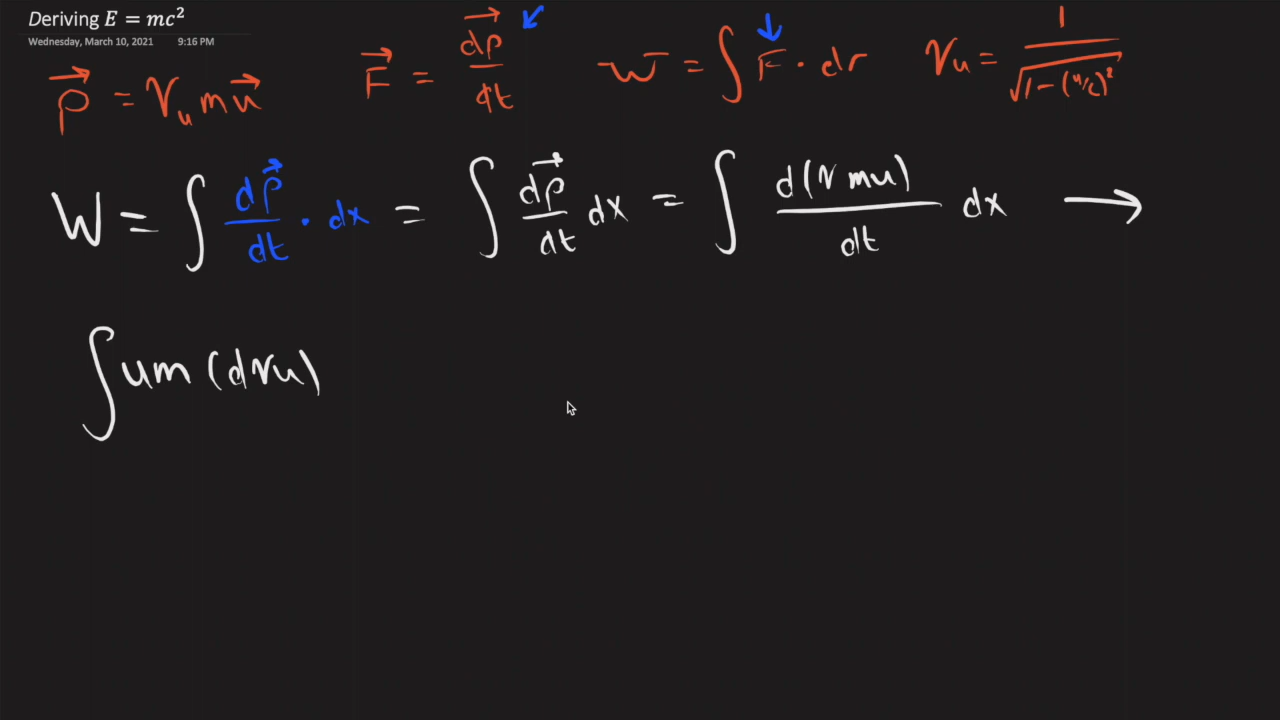 Deriving E = mc²
Wednesday, March 10, 2021 9:16 PM
p⃗ = γᵤ m u⃗   F⃗ = dp⃗/dt   W = ∫ F · dr   γᵤ = 1/√(1-(u/c)²)
W = ∫ dp⃗/dt · dx = ∫ dp⃗/dt dx = ∫ d(γmu)/dt dx →
∫ um (dγu)